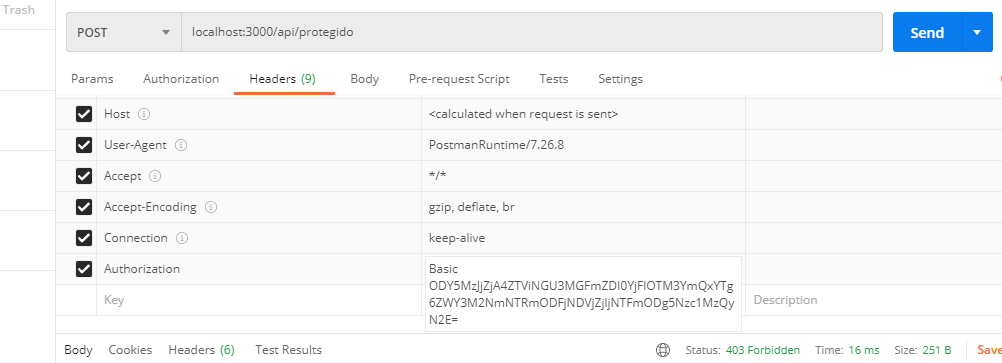 Trash
POST localhost:3000/api/protegido Send
Params Authorization Headers (9) Body Pre-request Script Tests Settings
Host <calculated when request is sent>
User-Agent PostmanRuntime/7.26.8
Accept */*
Accept-Encoding gzip, deflate, br
Connection keep-alive
Authorization Basic
ODY5MzJjZjA4ZTViNGU3MGFmZDI0YjFlOTM3YmQxYTg
6ZWY3M2NmNTRmODFjNDVjZjljNTFmODg5Nzc1MzQy
N2E=
Key Description
Body Cookies Headers (6) Test Results Status: 403 Forbidden Time: 16 ms Size: 251 B Save